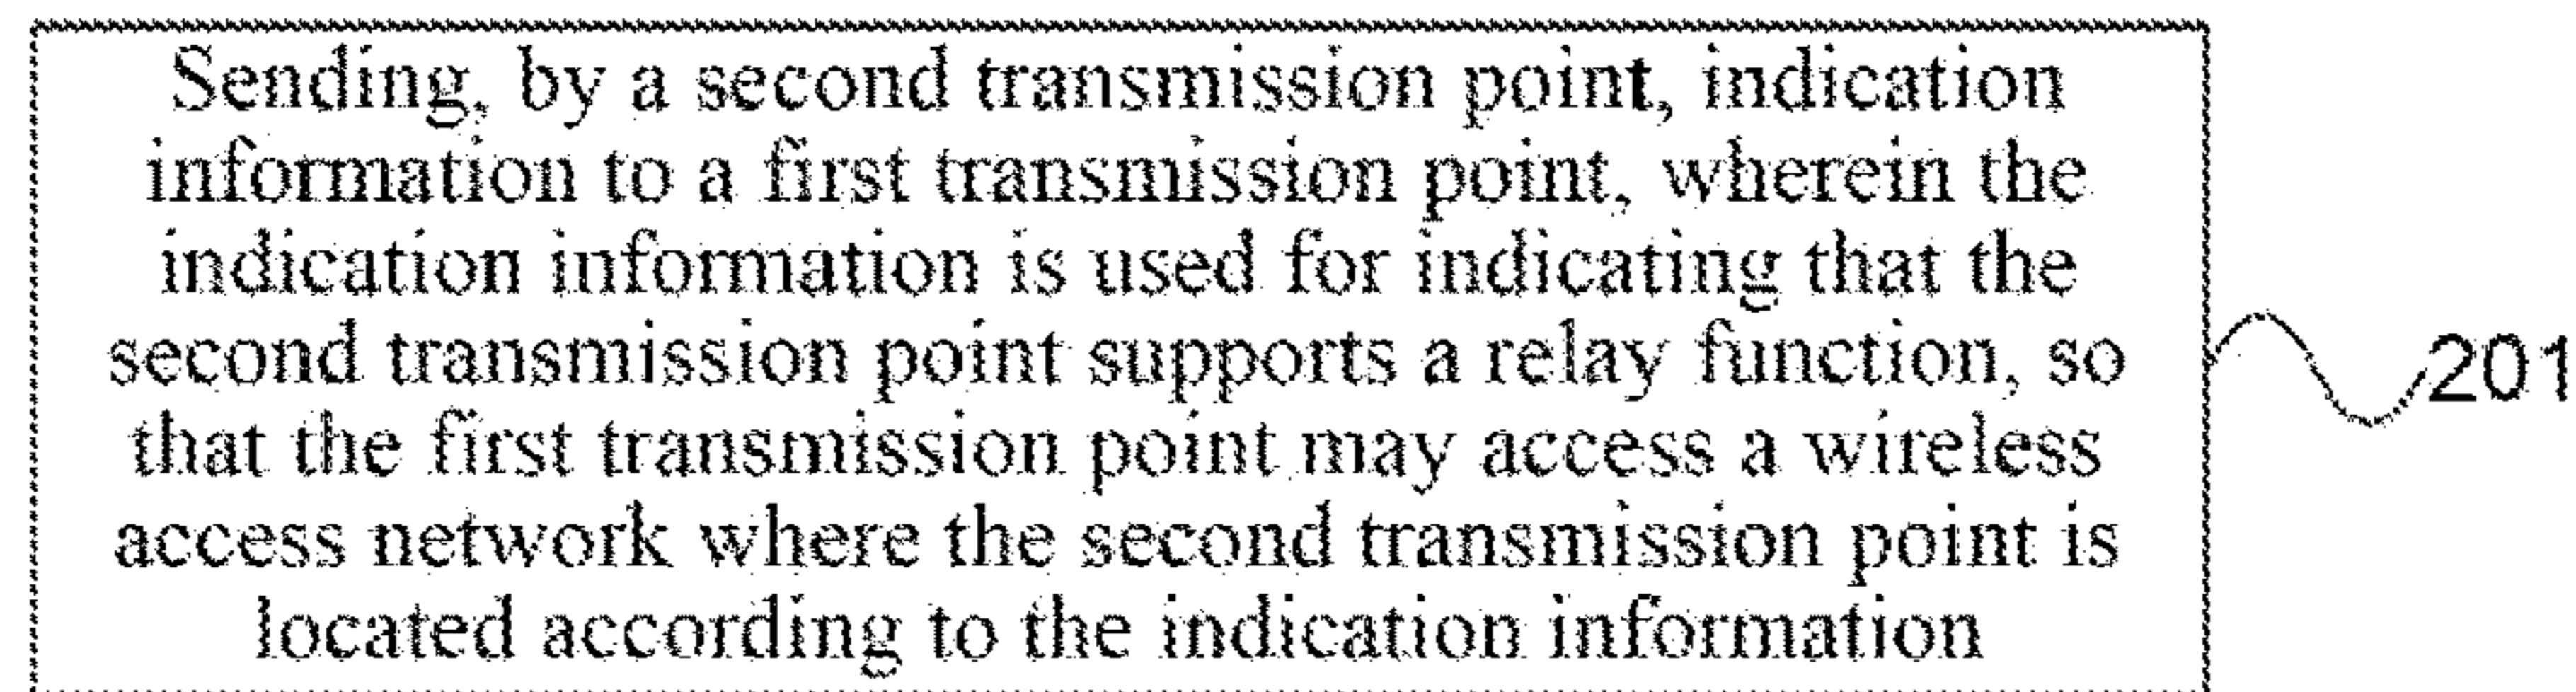 Sending, by a second transmission point, indication
information to a first transmission point, wherein the
indication information is used for indicating that the
second transmission point supports a relay function, so
that the first transmission point may access a wireless
access network where the second transmission point is
located according to the indication information
201